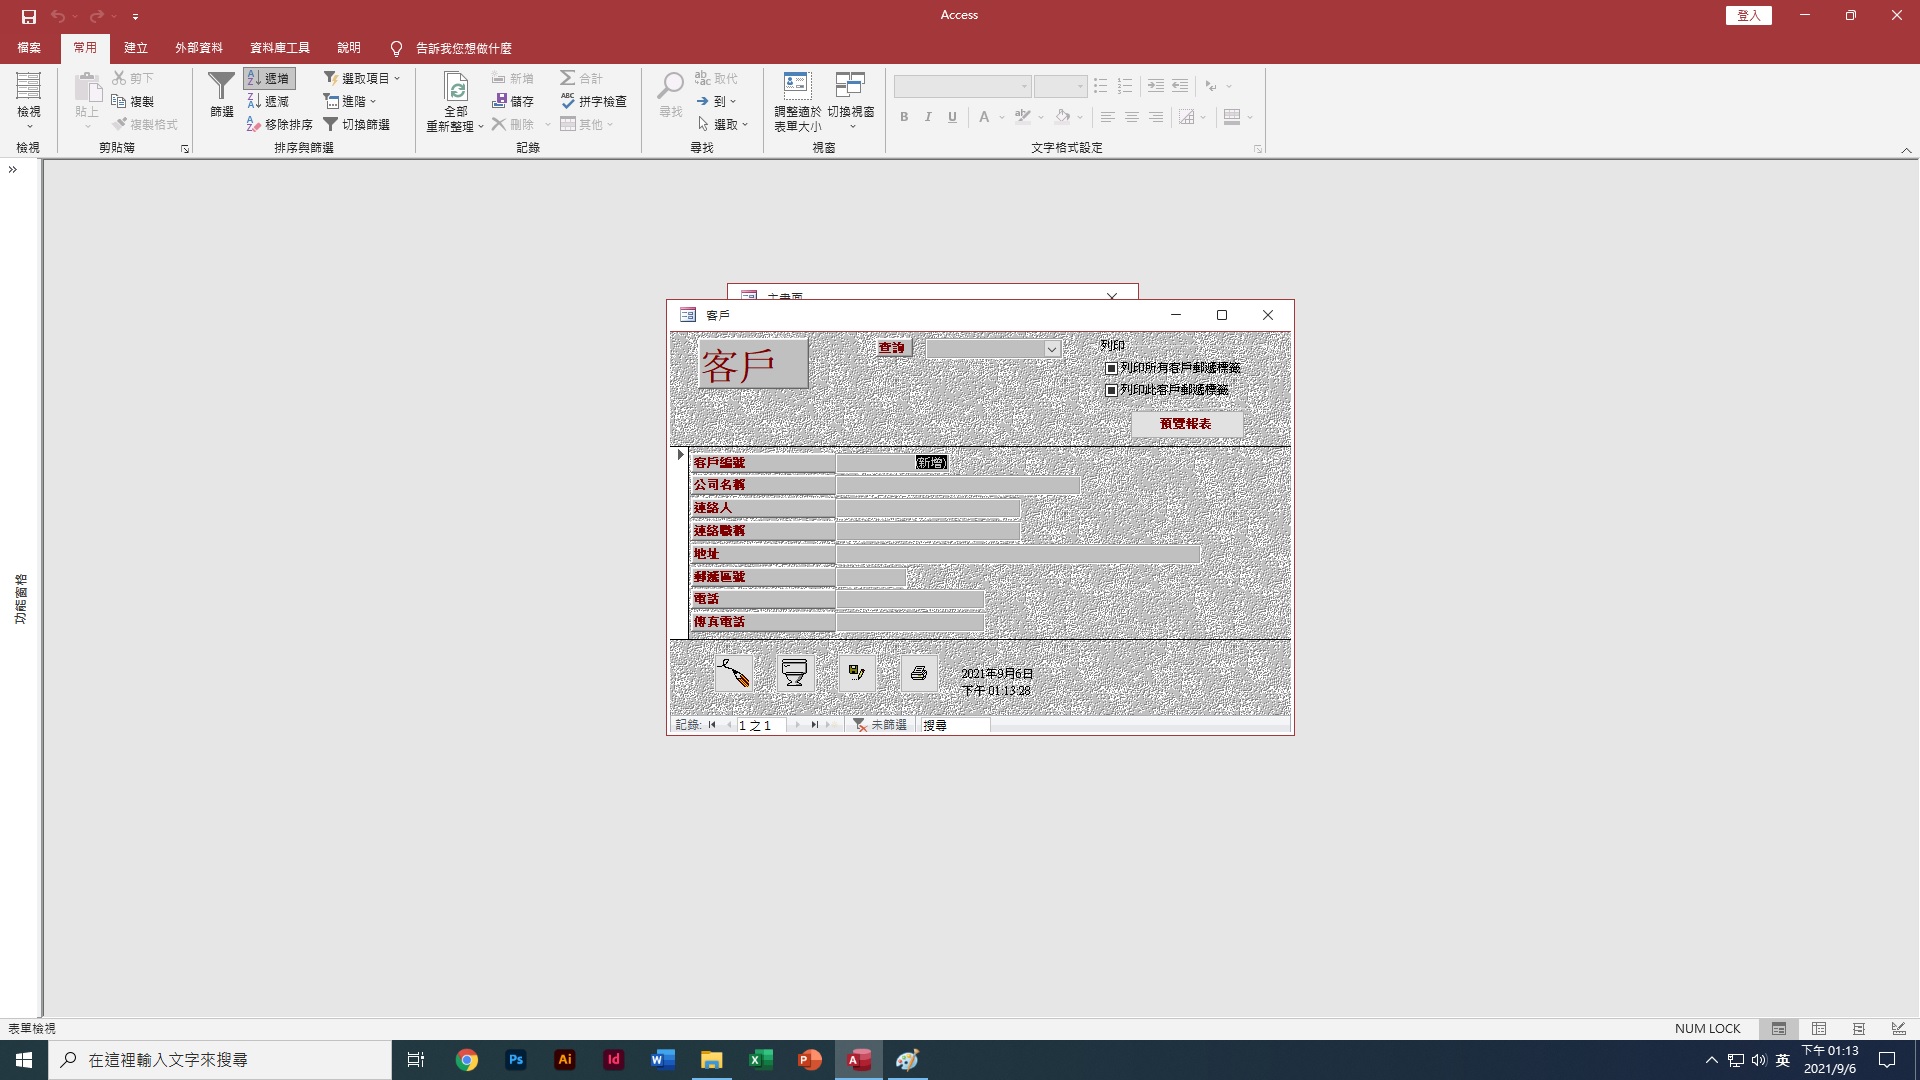 Access
登入
檔案
常用
建立
外部資料
資料庫工具
說明
告訴我您想做什麼
檢視
檢視
貼上
剪下
複製
複製格式
剪貼簿
篩選
遞增
遞減
移除排序
選取項目
進階
切換篩選
排序與篩選
全部
重新整理
新增
儲存
刪除
合計
拼字檢查
其他
記錄
尋找
取代
到
選取
尋找
調整適於
表單大小
切換視窗
視窗
B I U
文字格式設定
功能窗格
主畫面
客戶
客戶
查詢
列印
列印所有客戶郵遞標籤
列印此客戶郵遞標籤
預覽報表
客戶編號 (新增)
公司名稱
連絡人
連絡職稱
地址
郵遞區號
電話
傳真電話
2021年9月6日
下午 01:13:28
記錄: 1 之 1 未篩選 搜尋
表單檢視
NUM LOCK
在這裡輸入文字來搜尋
Ps
Ai
Id
英
下午 01:13
2021/9/6